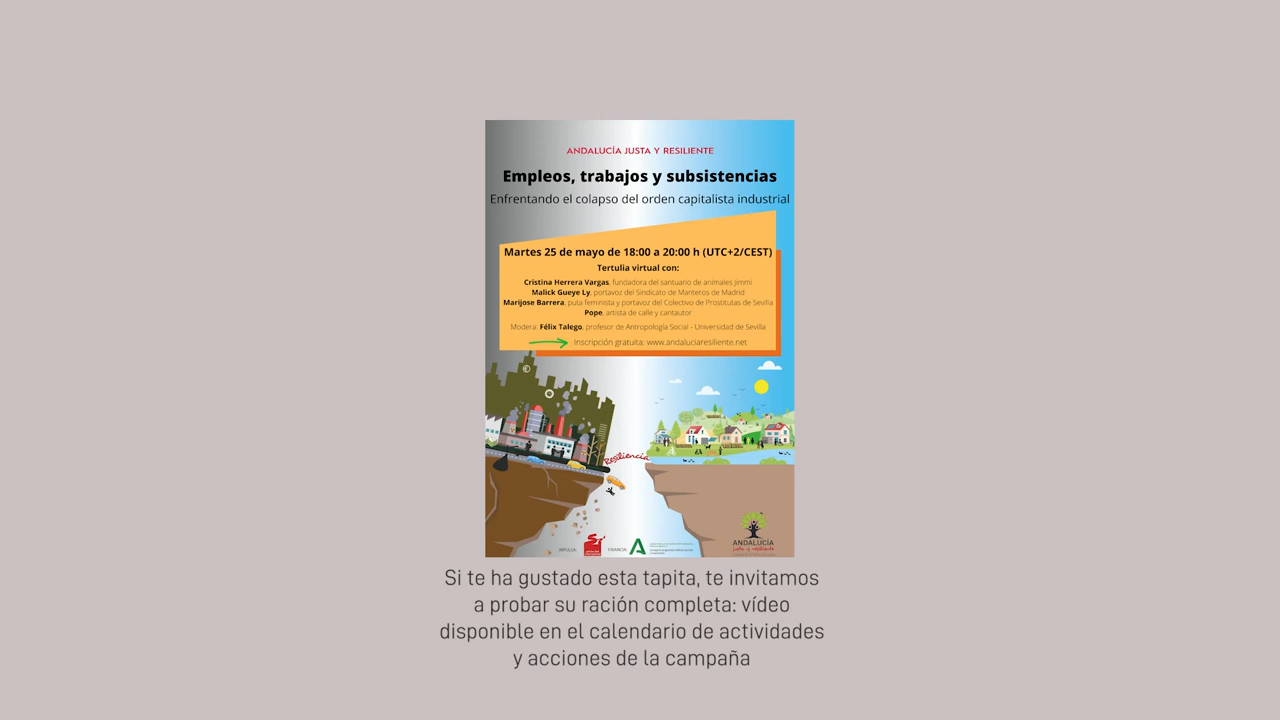 ANDALUCÍA JUSTA Y RESILIENTE
Empleos, trabajos y subsistencias
Enfrentando el colapso del orden capitalista industrial
Martes 25 de mayo de 18:00 a 20:00 h (UTC+2/CEST)
Tertulia virtual con:
Cristina Herrera Vargas, fundadora del santuario de animales Jimmi
Malick Gueye Ly, portavoz del Sindicato de Manteros de Madrid
Marijose Barrera, puta feminista y portavoz del Colectivo de Prostitutas de Sevilla
Pope, artista de calle y cantautor
Modera: Félix Talego, profesor de Antropología Social - Universidad de Sevilla
Inscripción gratuita: www.andaluciaresiliente.net
Resiliencia
IMPULSA:
FINANCIA:
ANDALUCÍA
justa y resiliente
Si te ha gustado esta tapita, te invitamos
a probar su ración completa: vídeo
disponible en el calendario de actividades
y acciones de la campaña